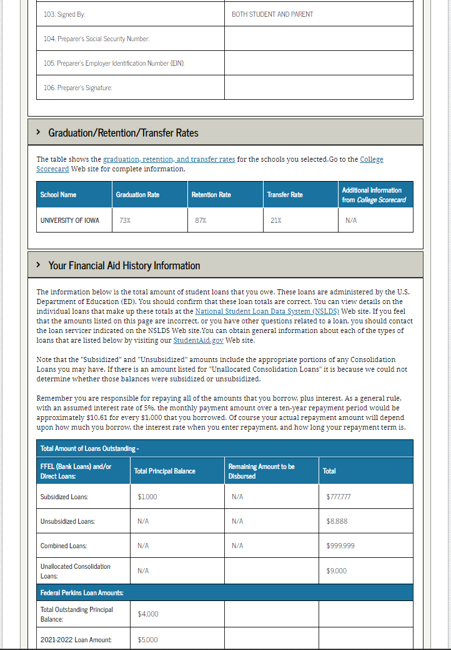 103. Signed By: BOTH STUDENT AND PARENT
104. Preparer's Social Security Number:
105. Preparer's Employer Identification Number (EIN):
106. Preparer's Signature:
Graduation/Retention/Transfer Rates
The table shows the graduation, retention, and transfer rates for the schools you selected.Go to the College
Scorecard Web site for complete information.
School Name Graduation Rate Retention Rate Transfer Rate Additional Information
from College Scorecard
UNIVERSITY OF IOWA 73% 87% 21% N/A
Your Financial Aid History Information
The information below is the total amount of student loans that you owe. These loans are administered by the U.S.
Department of Education (ED). You should confirm that these loan totals are correct. You can view details on the
individual loans that make up these totals at the National Student Loan Data System (NSLDS) Web site. If you feel
that the amounts listed on this page are incorrect, or you have other questions related to a loan, you should contact
the loan servicer indicated on the NSLDS Web site.You can obtain general information about each of the types of
loans that are listed below by visiting our StudentAid.gov Web site.
Note that the "Subsidized" and "Unsubsidized" amounts include the appropriate portions of any Consolidation
Loans you may have. If there is an amount listed for "Unallocated Consolidation Loans" it is because we could not
determine whether those balances were subsidized or unsubsidized.
Remember you are responsible for repaying all of the amounts that you borrow, plus interest. As a general rule,
with an assumed interest rate of 5%, the monthly payment amount over a ten-year repayment period would be
approximately $10.61 for every $1,000 that you borrowed. Of course your actual repayment amount will depend
upon how much you borrow, the interest rate when you enter repayment, and how long your repayment term is.
Total Amount of Loans Outstanding -
FFEL (Bank Loans) and/or
Direct Loans: Total Principal Balance Remaining Amount to be
Disbursed Total
Subsidized Loans: $1,000 N/A $777,777
Unsubsidized Loans: N/A N/A $8,888
Combined Loans: N/A N/A $999,999
Unallocated Consolidation
Loans: N/A $9,000
Federal Perkins Loan Amounts:
Total Outstanding Principal
Balance: $4,000
2021-2022 Loan Amount: $5,000